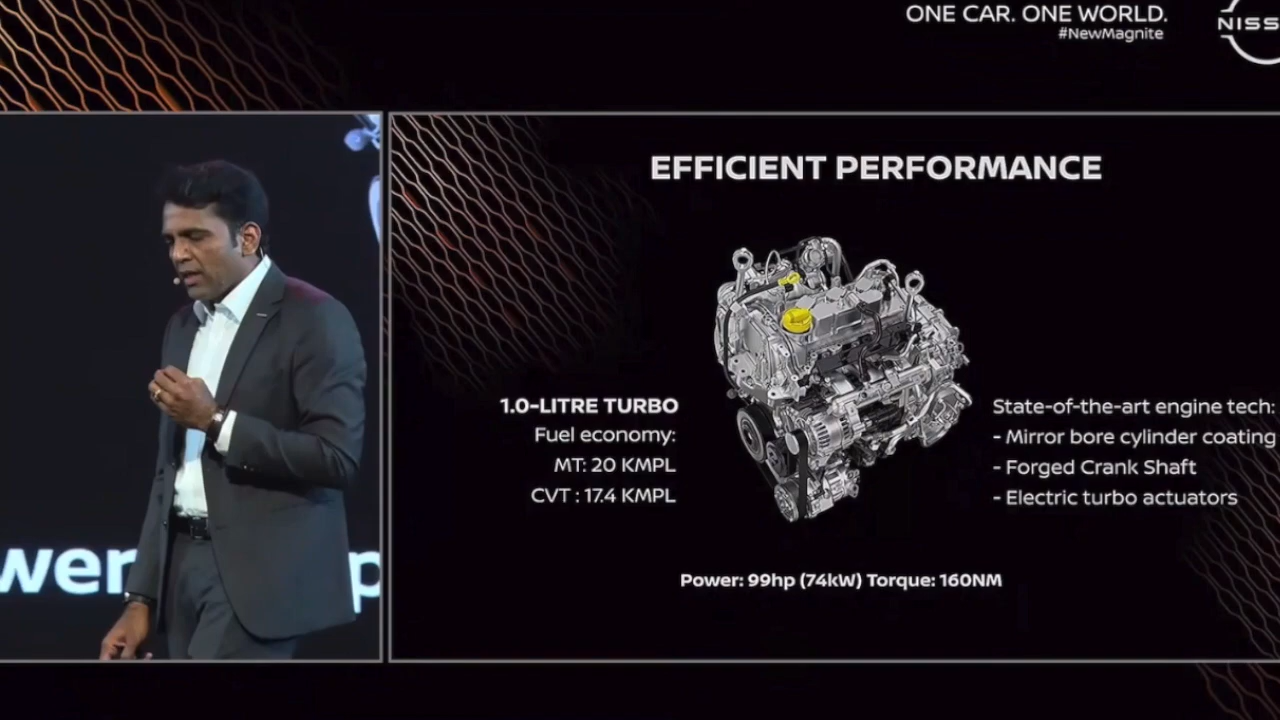 ONE CAR. ONE WORLD.
#NewMagnite
NISS
EFFICIENT PERFORMANCE
1.0-LITRE TURBO
Fuel economy:
MT: 20 KMPL
CVT : 17.4 KMPL
State-of-the-art engine tech:
- Mirror bore cylinder coating
- Forged Crank Shaft
- Electric turbo actuators
wer
p
Power: 99hp (74kW) Torque: 160NM